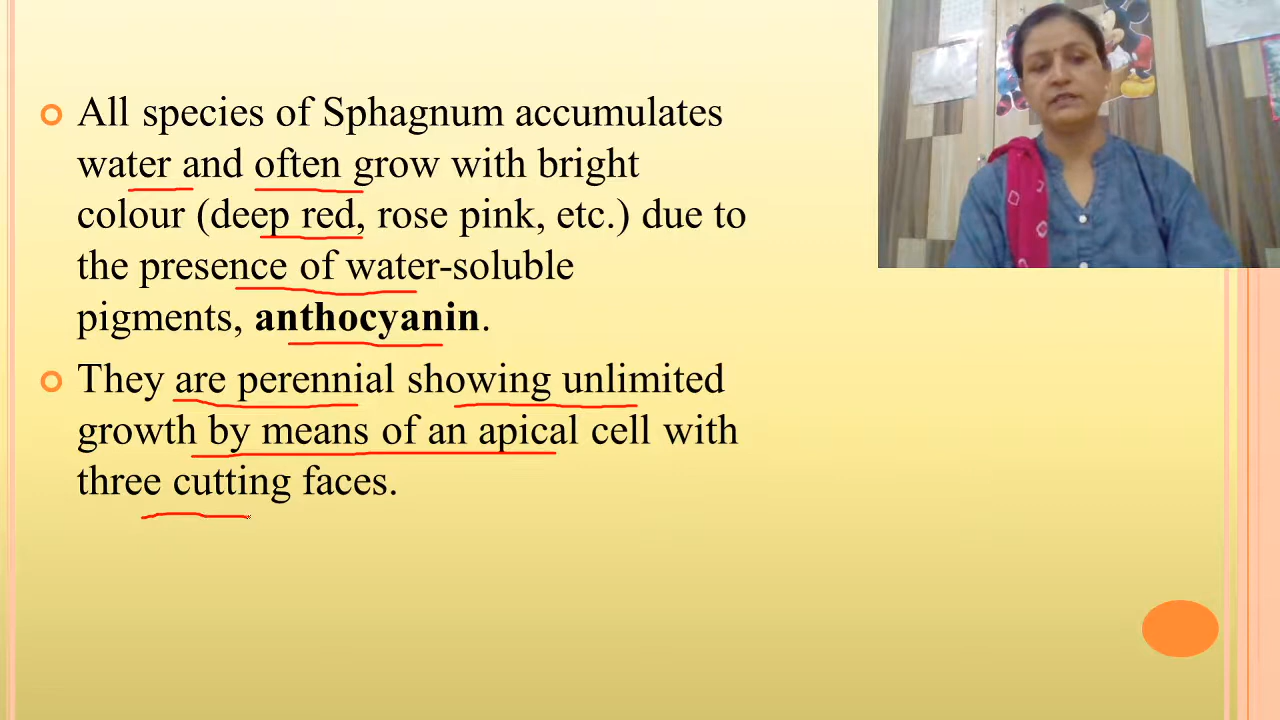 All species of Sphagnum accumulates
water and often grow with bright
colour (deep red, rose pink, etc.) due to
the presence of water-soluble
pigments, anthocyanin.
They are perennial showing unlimited
growth by means of an apical cell with
three cutting faces.